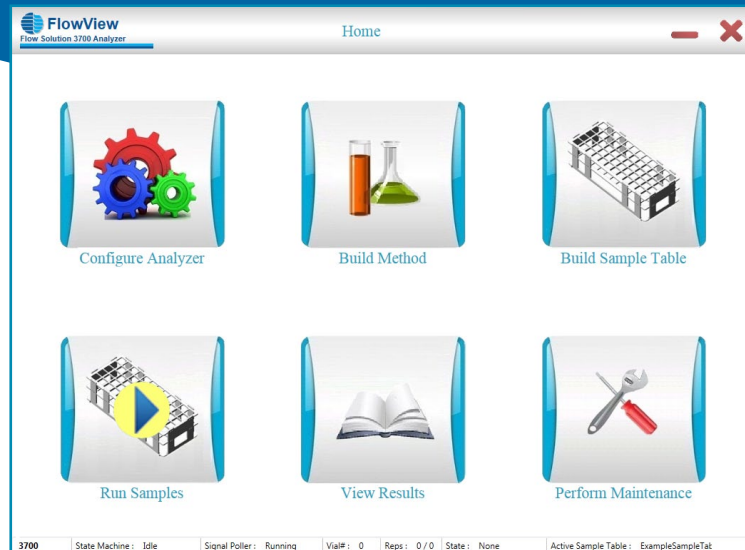 FlowView
Flow Solution 3700 Analyzer
Home
Configure Analyzer
Build Method
Build Sample Table
Run Samples
View Results
Perform Maintenance
3700 State Machine : Idle Signal Poller : Running Vial# : 0 Reps : 0 / 0 State : None Active Sample Table : ExampleSampleTab